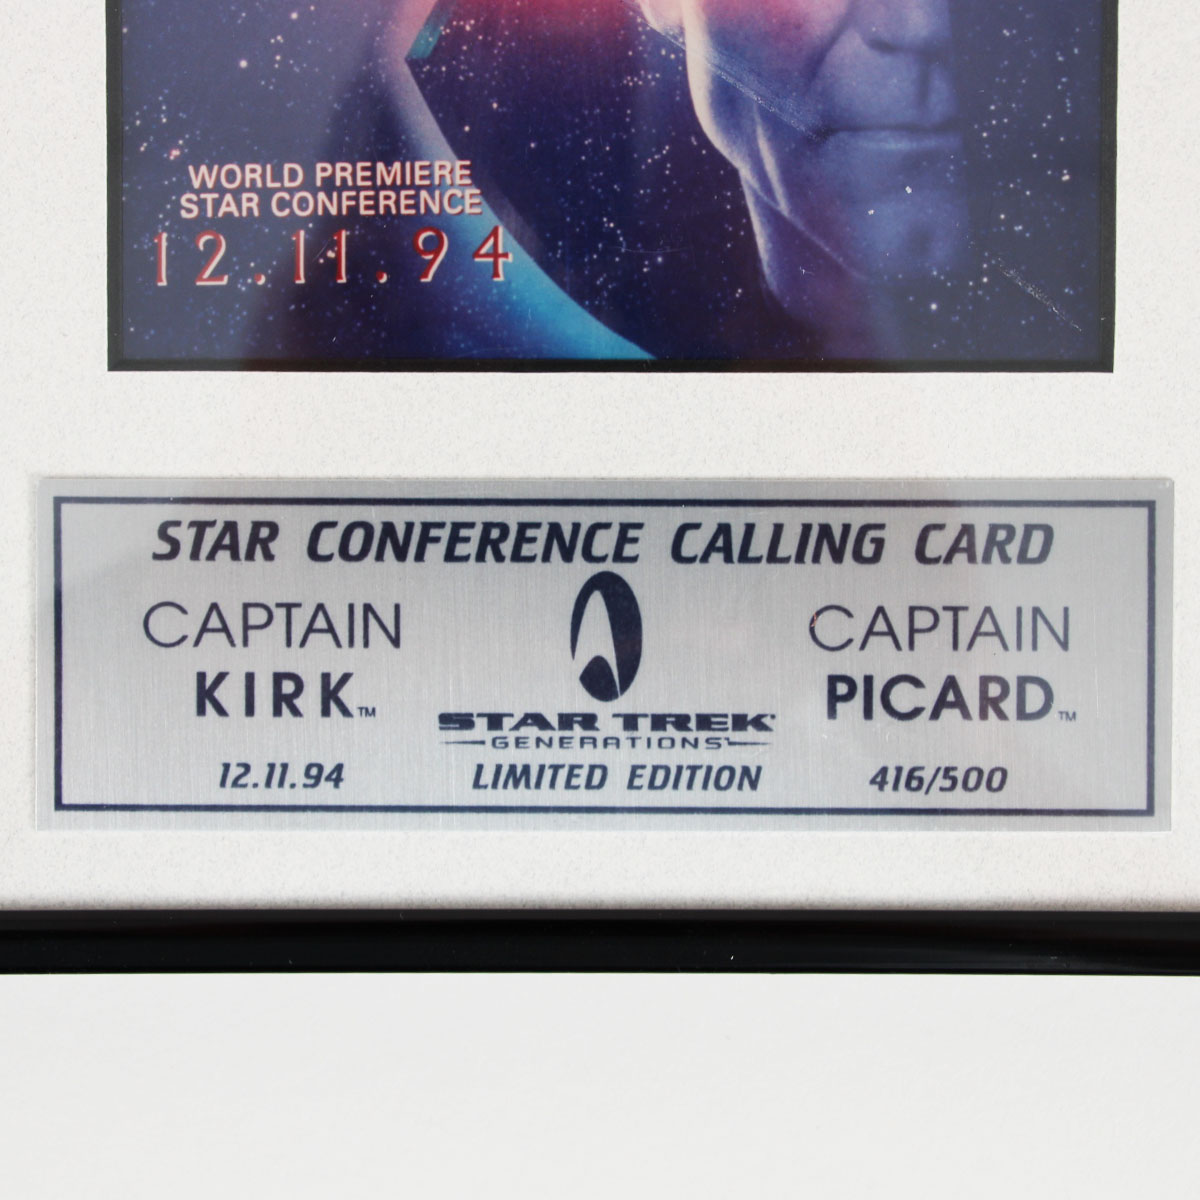 WORLD PREMIERE
STAR CONFERENCE
12.11.94
STAR CONFERENCE CALLING CARD
CAPTAIN
KIRK™
CAPTAIN
PICARD™
STAR TREK
GENERATIONS
12.11.94
LIMITED EDITION
416/500